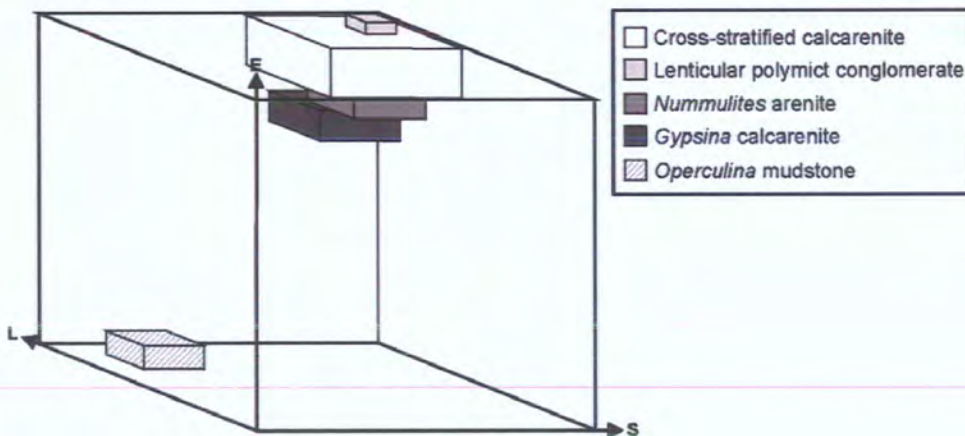 Cross-stratified calcarenite
Lenticular polymict conglomerate
Nummulites arenite
Gypsina calcarenite
Operculina mudstone
E
L
S